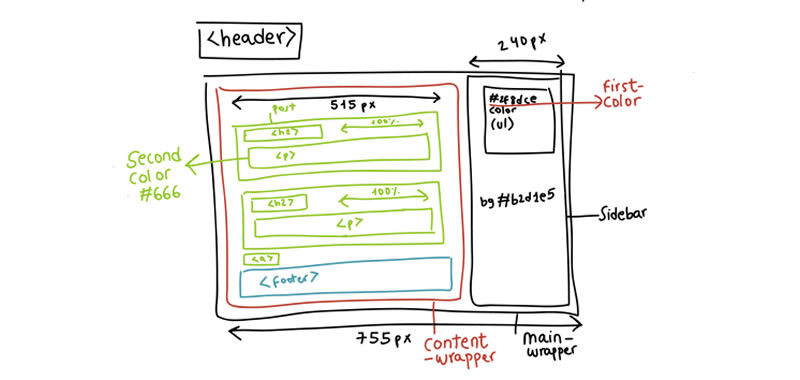 <header>
240px
515 px
Post
<h2>
100%
<p>
Second
color
#666
<h2>
100%
<p>
<a>
<footer>
#2f8dce
color
(ul)
First-
color
bg#b2d1e5
Sidebar
755px
content
-wrapper
main-
wrapper